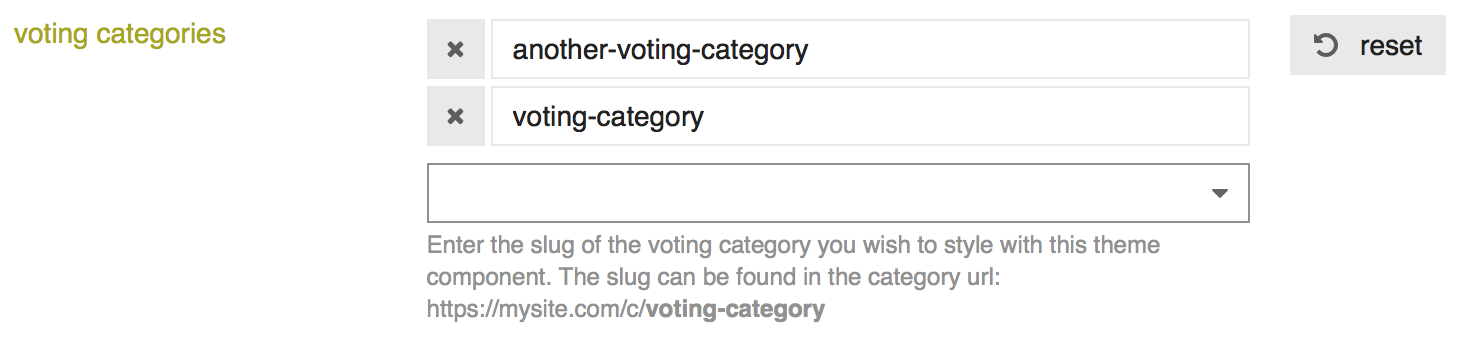 voting categories
another-voting-category
reset
voting-category
Enter the slug of the voting category you wish to style with this theme
component. The slug can be found in the category url:
https://mysite.com/c/voting-category